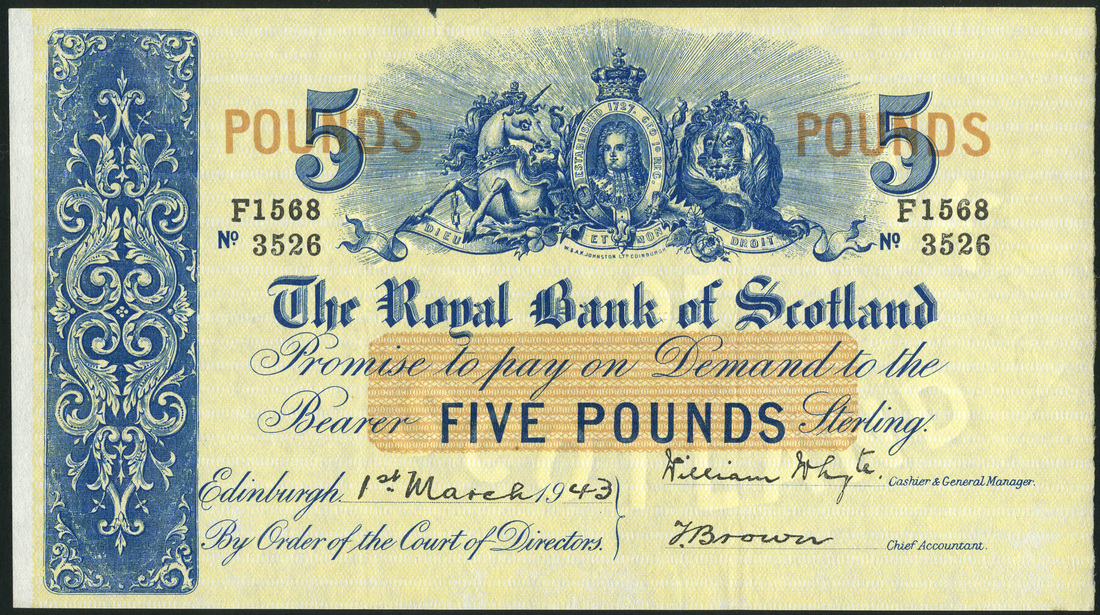 POUNDS 5
5 POUNDS
ESTABLISHED 1727. GEO Iº REG.
DIEU ET MON DROIT
W. & A.K. JOHNSTON LTD EDINBURGH
F1568
Nº 3526
F1568
Nº 3526
The Royal Bank of Scotland
Promise to pay on Demand to the
Bearer FIVE POUNDS Sterling.
Edinburgh. 1st March 1943
William Whyte. Cashier & General Manager.
By Order of the Court of Directors.
J. Brown Chief Accountant.